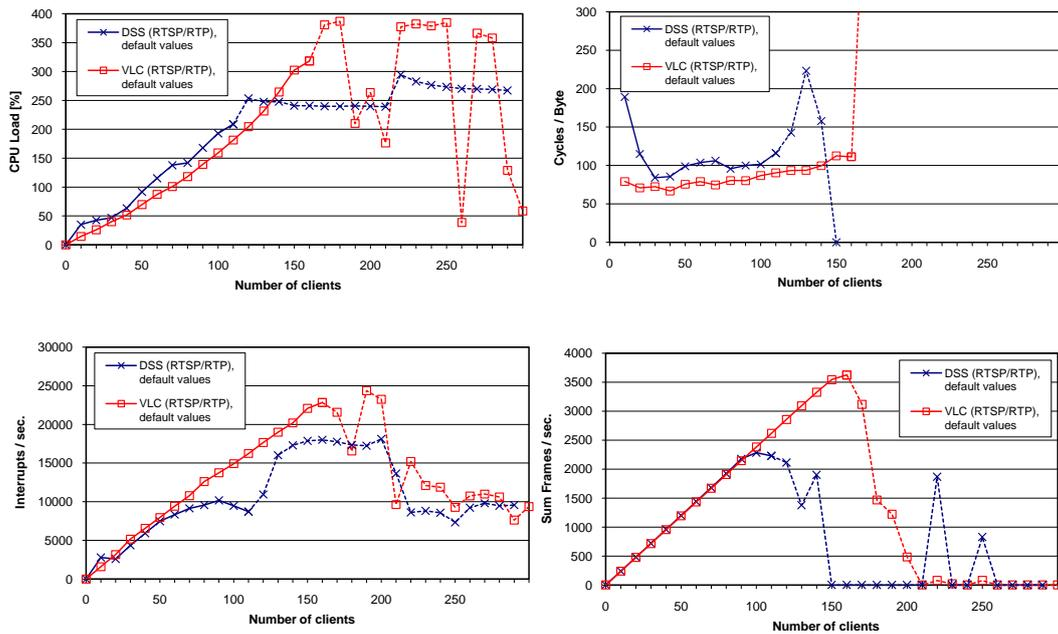 CPU Load [%]
400
350
300
250
200
150
100
50
0
DSS (RTSP/RTP),
default values
VLC (RTSP/RTP),
default values
0 50 100 150 200 250
Number of clients
Cycles / Byte
300
250
200
150
100
50
0
DSS (RTSP/RTP),
default values
VLC (RTSP/RTP),
default values
0 50 100 150 200 250
Number of clients
Interrupts / sec.
30000
25000
20000
15000
10000
5000
0
DSS (RTSP/RTP),
default values
VLC (RTSP/RTP),
default values
0 50 100 150 200 250
Number of clients
Sum Frames / sec.
4000
3500
3000
2500
2000
1500
1000
500
0
DSS (RTSP/RTP),
default values
VLC (RTSP/RTP),
default values
0 50 100 150 200 250
Number of clients